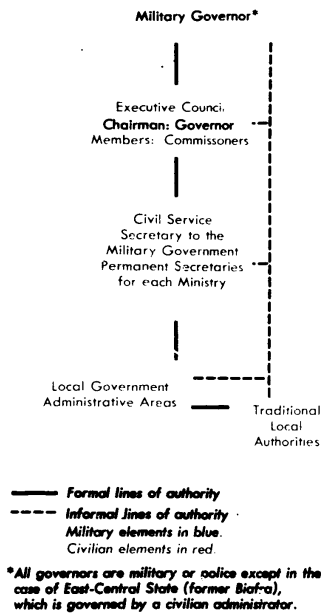 Military Governor*
Executive Council
Chairman: Governor
Members: Commissoners
Civil Service
Secretary to the
Military Government
Permanent Secretaries
for each Ministry
Local Government
Administrative Areas
Traditional
Local
Authorities
Formal lines of authority
Informal lines of authority
Military elements in blue.
Civilian elements in red.
*All governors are military or police except in the
case of East-Central State (former Biafra),
which is governed by a civilian administrator.